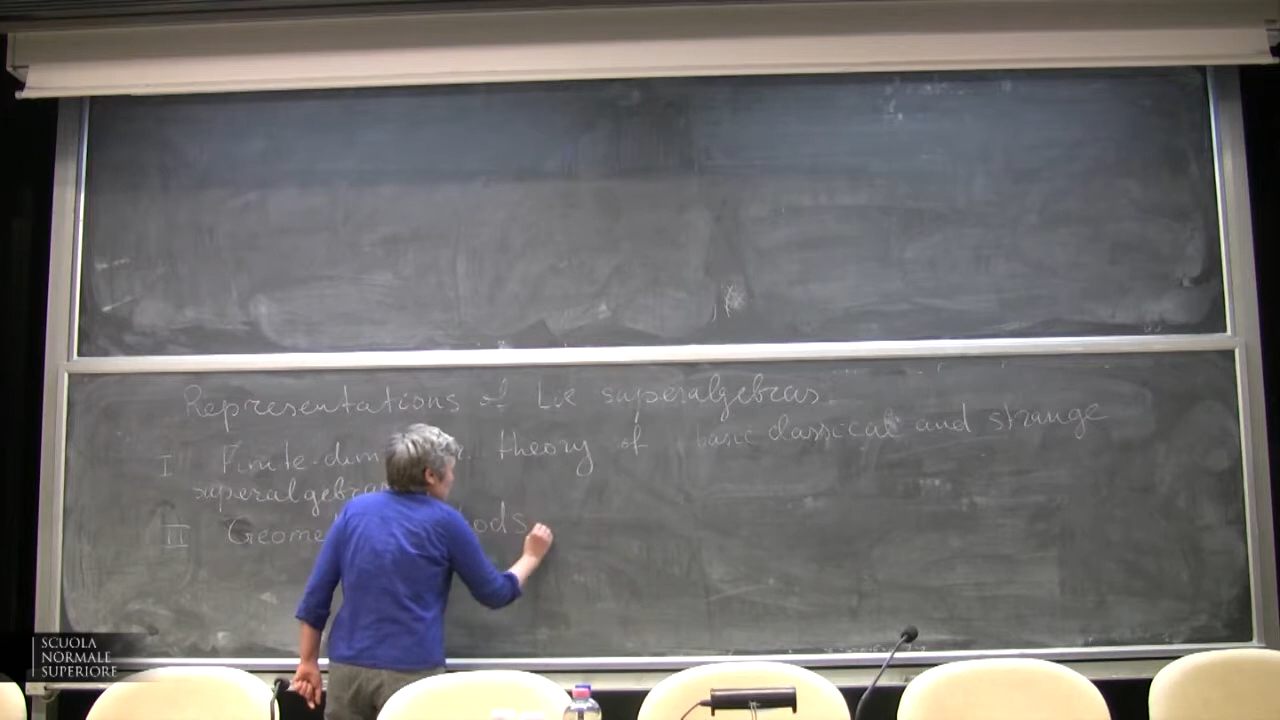 Representations of Lie superalgebras.
I Finite-dim r. theory of basic classical and strange
superalgebras
II Geome ods
SCUOLA
NORMALE
SUPERIORE